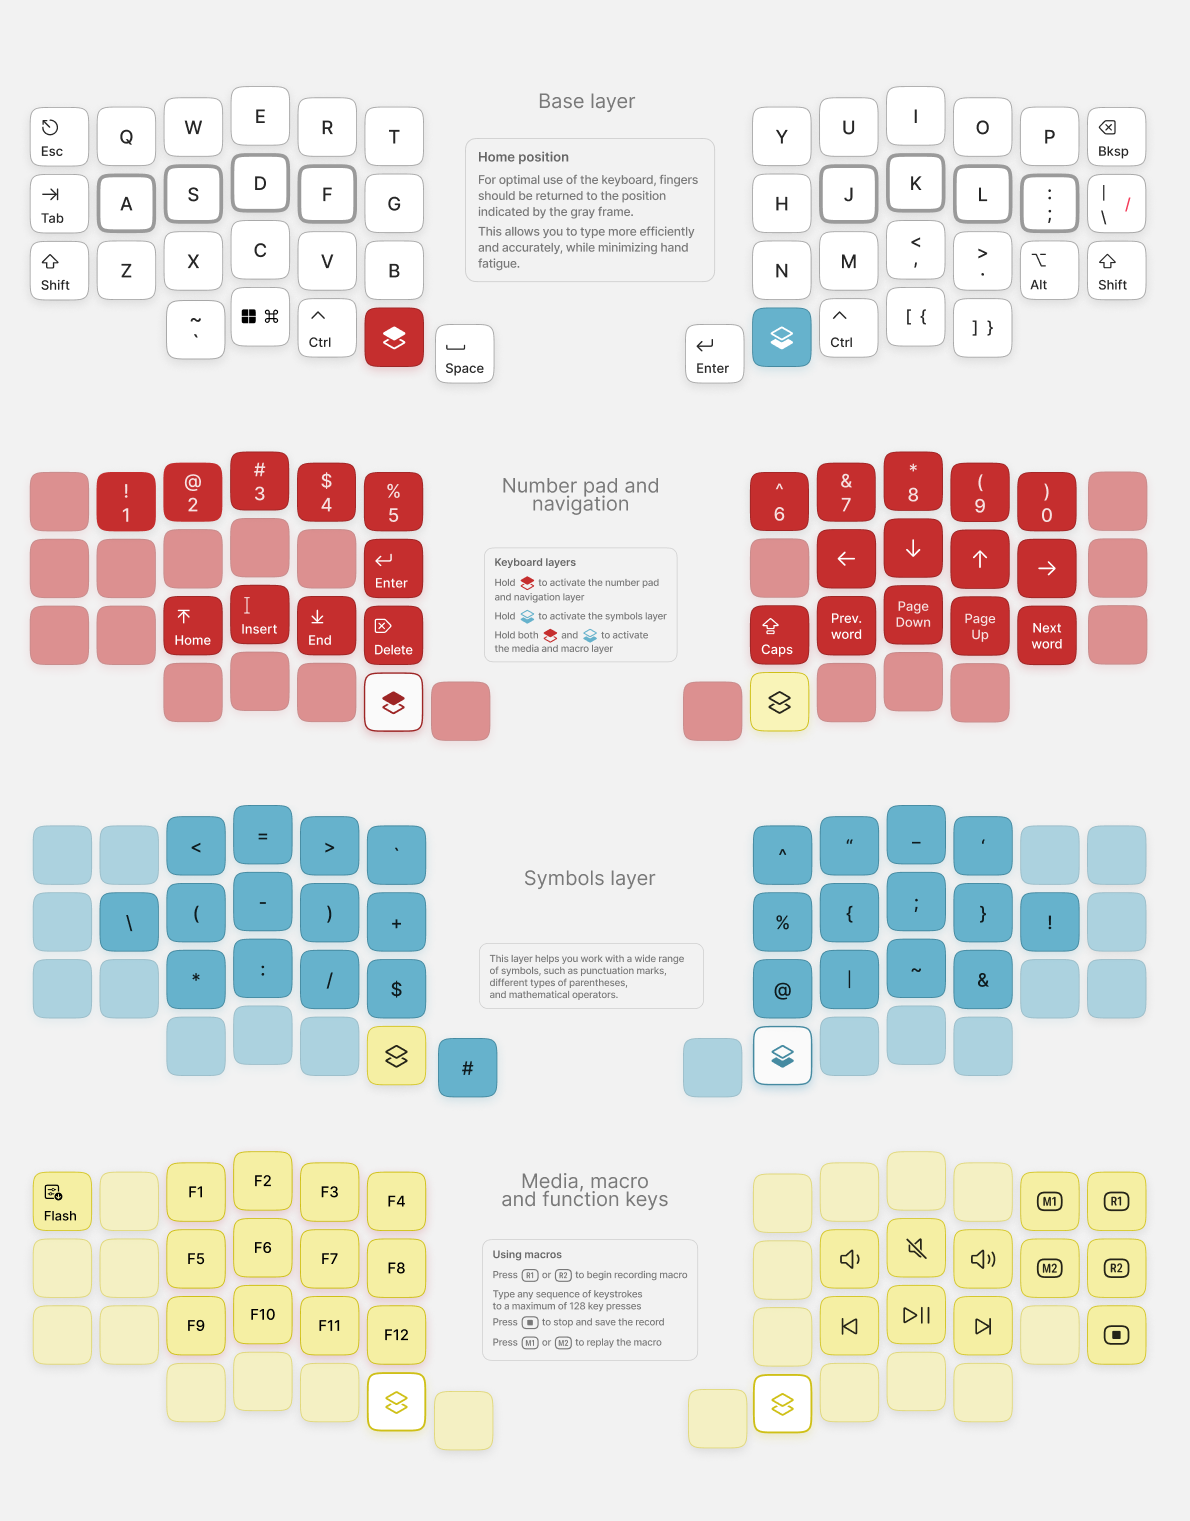 Base layer
Esc Q W E R T Y U I O P Bksp
Tab A S D F G H J K L : ; | \ /
Shift Z X C V B N M < , > . Alt Shift
~ ` ⌘ ^ Ctrl Space Enter ^ Ctrl [ { ] }
Home position
For optimal use of the keyboard, fingers
should be returned to the position
indicated by the gray frame.
This allows you to type more efficiently
and accurately, while minimizing hand
fatigue.
Number pad and
navigation
! 1 @ 2 # 3 $ 4 % 5 ^ 6 & 7 * 8 ( 9 ) 0
Enter ← ↓ ↑ →
Home Insert End Delete Caps Prev. word Page Down Page Up Next word
Keyboard layers
Hold to activate the number pad
and navigation layer
Hold to activate the symbols layer
Hold both and to activate
the media and macro layer
Symbols layer
< = > ` ^ “ _ ‘
\ ( - ) + % { ; } !
* : / $ @ | ~ &
#
This layer helps you work with a wide range
of symbols, such as punctuation marks,
different types of parentheses,
and mathematical operators.
Media, macro
and function keys
Flash F1 F2 F3 F4 M1 R1
F5 F6 F7 F8 M2 R2
F9 F10 F11 F12
Using macros
Press R1 or R2 to begin recording macro
Type any sequence of keystrokes
to a maximum of 128 key presses
Press to stop and save the record
Press M1 or M2 to replay the macro